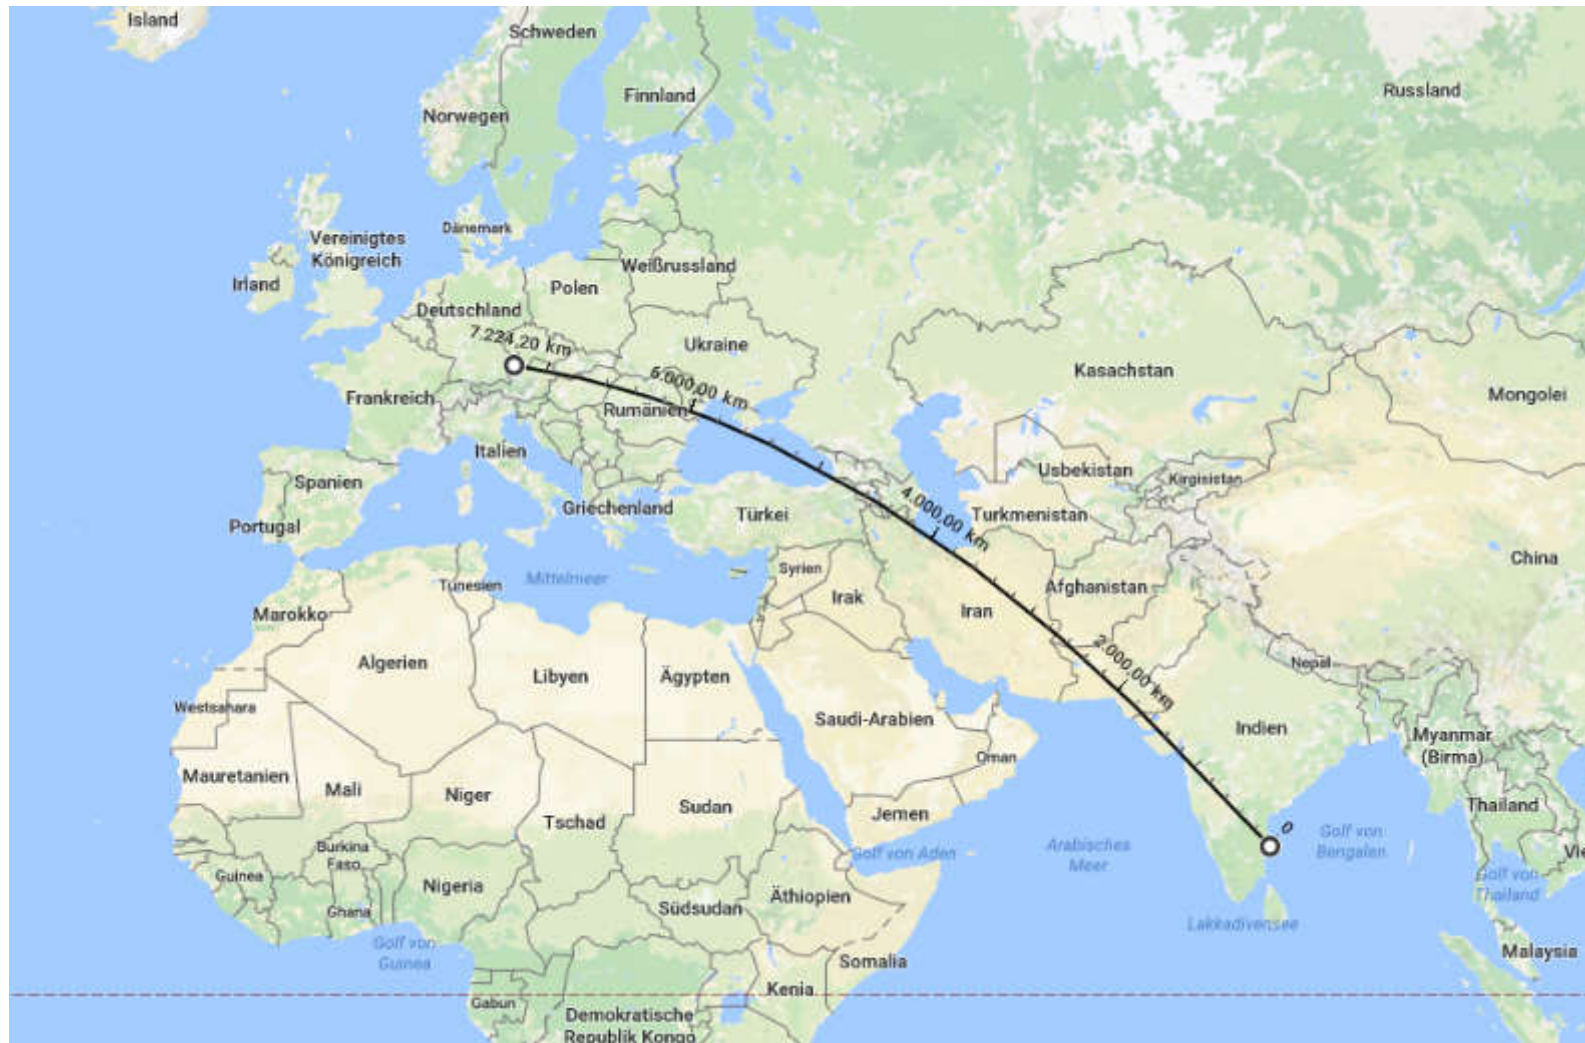 Island
Schweden
Finnland
Russland
Norwegen
Dänemark
Vereinigtes
Königreich
Irland
Weißrussland
Polen
Deutschland
7.224,20 km
Ukraine
6.000,00 km
Kasachstan
Mongolei
Frankreich
Rumänien
Italien
Usbekistan
Kirgisistan
Spanien
Griechenland
Türkei
4.000,00 km
Turkmenistan
Portugal
China
Syrien
Mittelmeer
Tunesien
Afghanistan
Irak
Iran
Marokko
Algerien
Libyen
Ägypten
2.000,00 km
Nepal
Westsahara
Saudi-Arabien
Indien
Myanmar
(Birma)
Oman
Mauretanien
Mali
Niger
Sudan
Jemen
Thailand
Tschad
0
Golf von
Bengalen
Burkina
Faso
Golf von Aden
Arabisches
Meer
Vie
Guinea
Nigeria
Äthiopien
Golf von
Thailand
Ghana
Südsudan
Lakkadivensee
Golf von
Guinea
Somalia
Malaysia
Kenia
Gabun
Demokratische
Republik Kongo